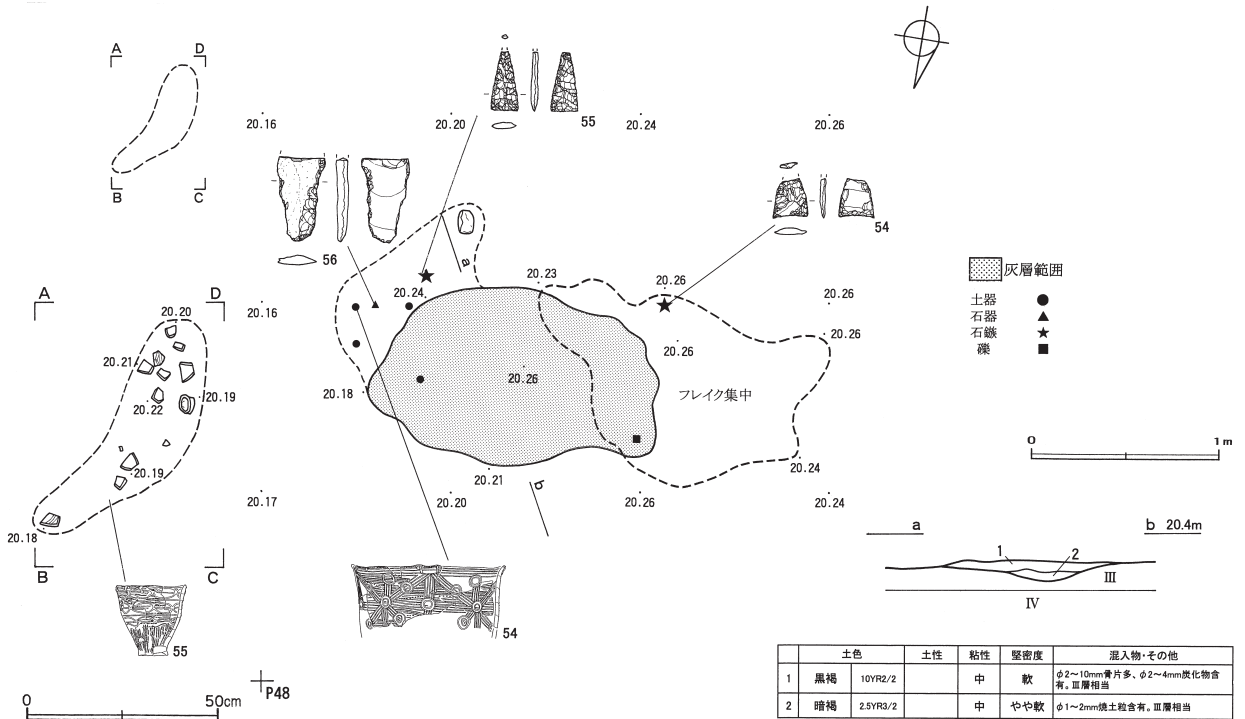 A D
B C
20.16 20.20 20.24 20.26
55
54
56
a
20.23
20.24
20.26
20.26
20.26
20.26
20.16
20.26
20.18
フレイク集中
20.21
20.24
20.17 20.20 20.26 20.24
b
54
灰層範囲
土器 ●
石器 ▲
石鏃 ★
礫 ■
0 1m
A D
20.20
20.21
20.22
20.19
20.19
20.18
B C
55
P48
0 50cm
a b 20.4m
1 2
III
IV
土色 土性 粘性 堅密度 混入物・その他
1 黒褐 10YR2/2 中 軟 φ2～10mm骨片多、φ2～4mm炭化物含有。Ⅲ層相当
2 暗褐 2.5YR3/2 中 やや軟 φ1～2mm焼土粒含有。Ⅲ層相当